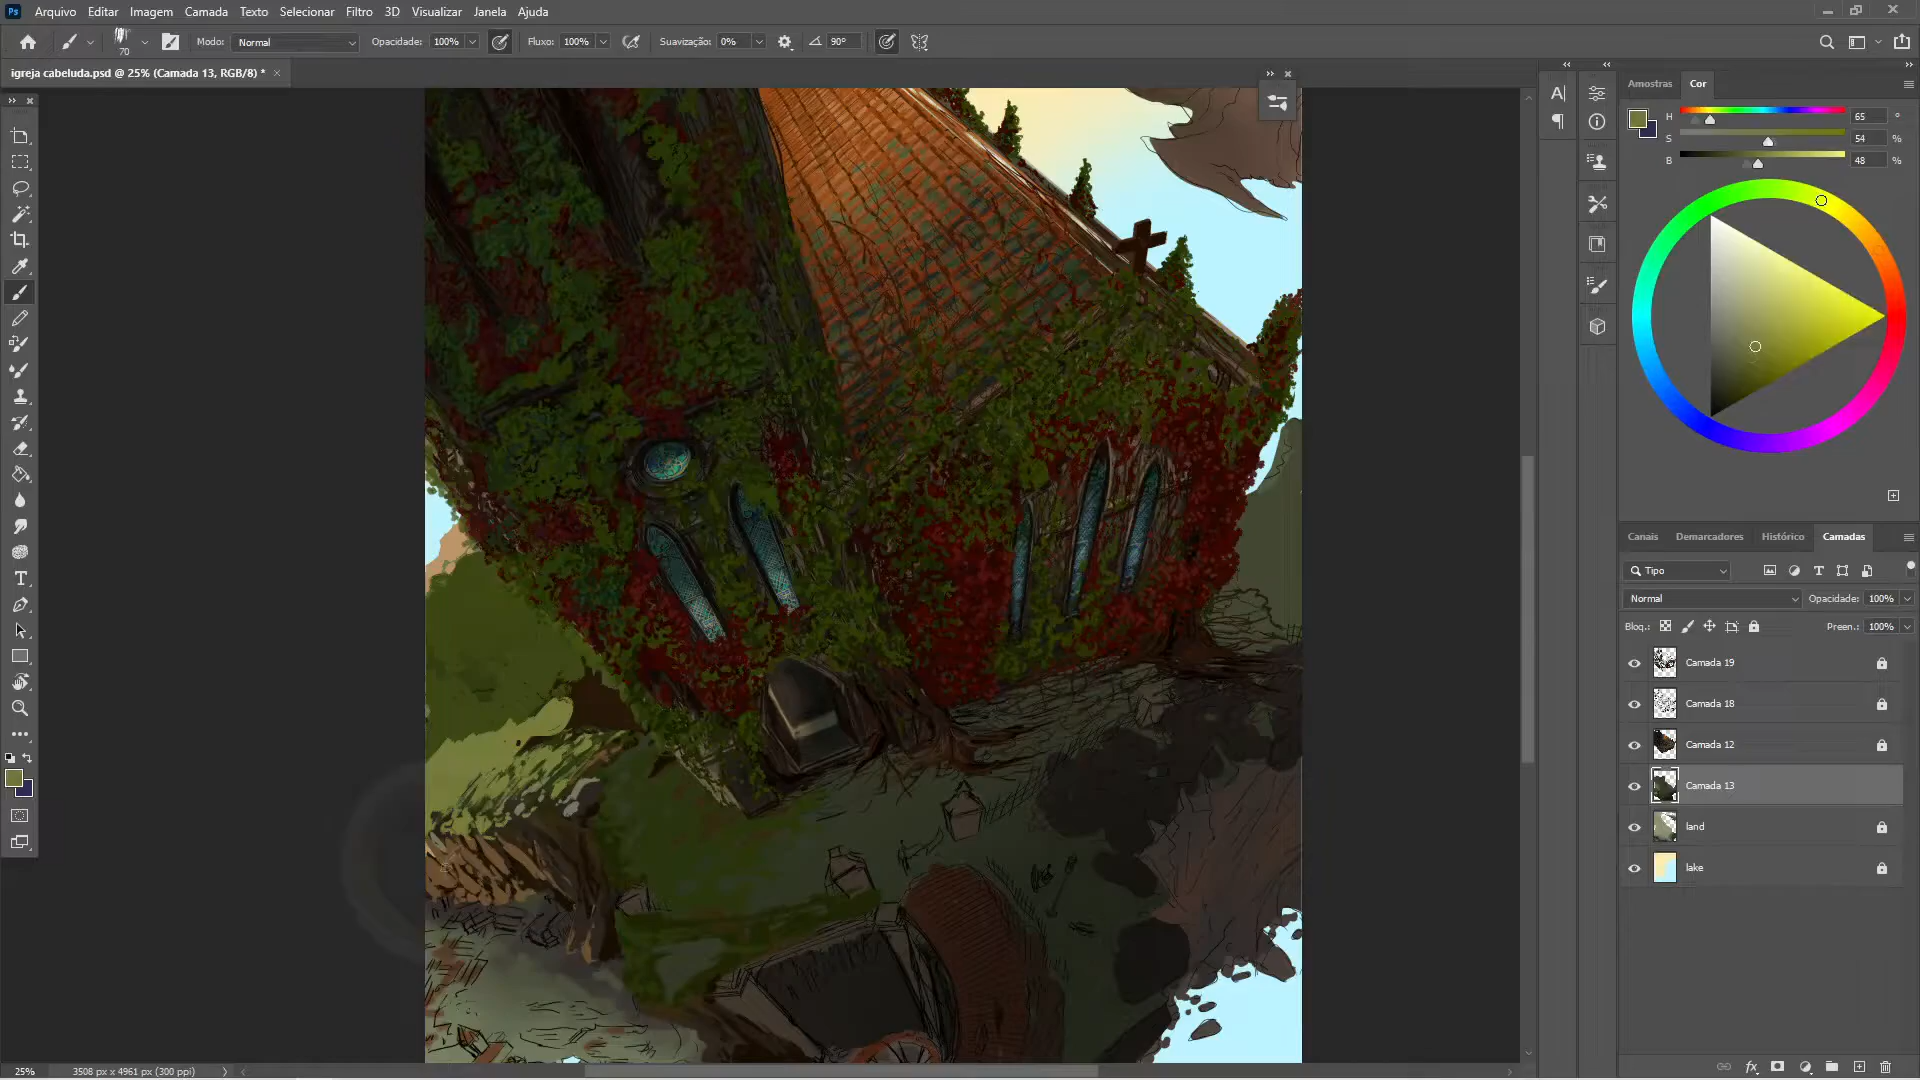 Ps Arquivo Editar Imagem Camada Texto Selecionar Filtro 3D Visualizar Janela Ajuda
70 Modo: Normal Opacidade: 100% Fluxo: 100% Suavização: 0% 90°
igreja cabeluda.psd @ 25% (Camada 13, RGB/8) *
Amostras Cor
H 65 °
S 54 %
B 48 %
Canais Demarcadores Histórico Camadas
Tipo
Normal Opacidade: 100%
Bloq.: Preen.: 100%
Camada 19
Camada 18
Camada 12
Camada 13
land
lake
25% 3508 px x 4961 px (300 ppi)